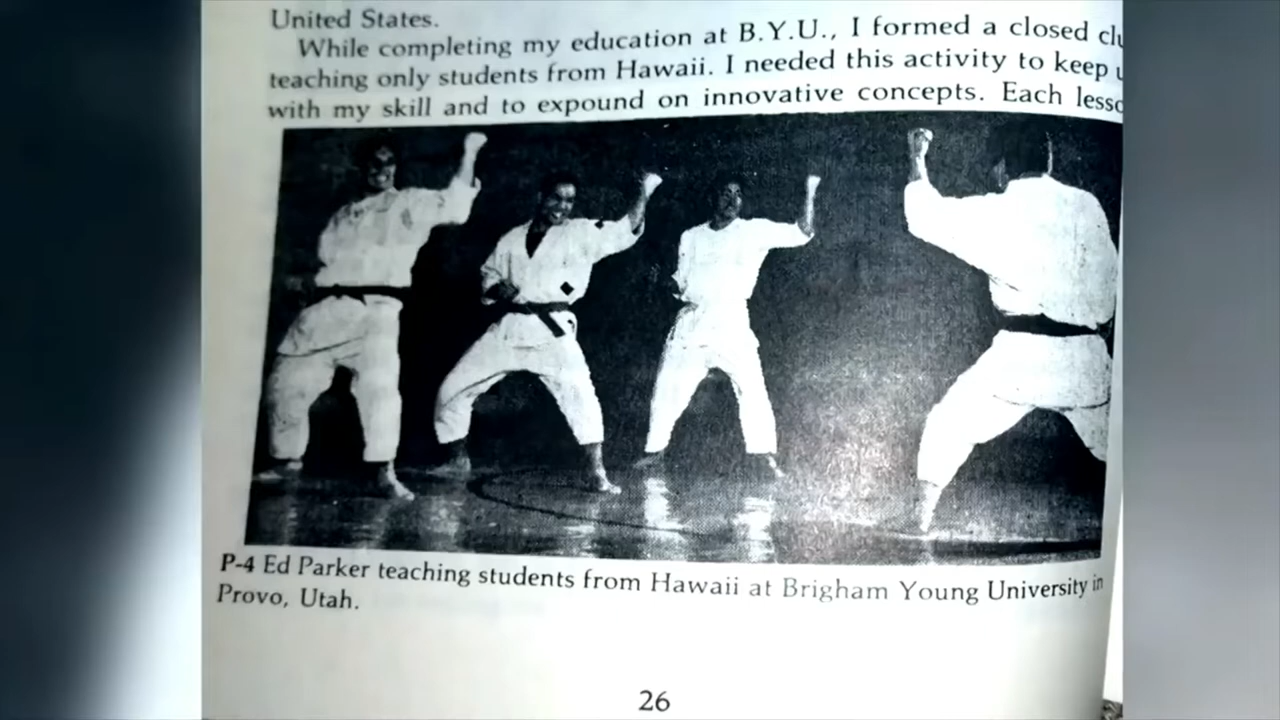 United States.
While completing my education at B.Y.U., I formed a closed
teaching only students from Hawaii. I needed this activity to keep
with my skill and to expound on innovative concepts. Each
P-4 Ed Parker teaching students from Hawaii at Brigham Young University in
Provo, Utah.
26